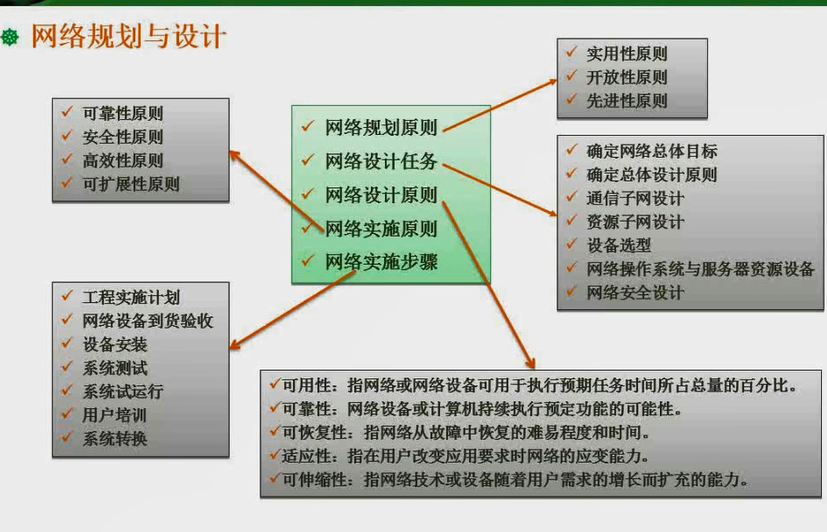 网络规划与设计
实用性原则
开放性原则
先进性原则
可靠性原则
安全性原则
高效性原则
可扩展性原则
网络规划原则
网络设计任务
网络设计原则
网络实施原则
网络实施步骤
确定网络总体目标
确定总体设计原则
通信子网设计
资源子网设计
设备选型
网络操作系统与服务器资源设备
网络安全设计
工程实施计划
网络设备到货验收
设备安装
系统测试
系统试运行
用户培训
系统转换
可用性：指网络或网络设备可用于执行预期任务时间所占总量的百分比。
可靠性：网络设备或计算机持续执行预定功能的可能性。
可恢复性：指网络从故障中恢复的难易程度和时间。
适应性：指在用户改变应用要求时网络的应变能力。
可伸缩性：指网络技术或设备随着用户需求的增长而扩充的能力。